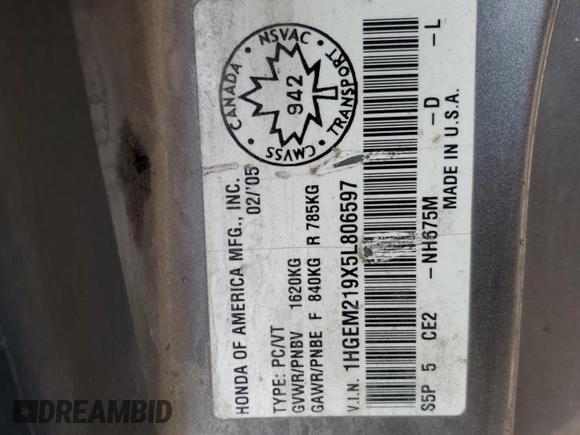 HONDA OF AMERICA MFG., INC.
02/'05
TYPE: PC/VT
GVWR/PNBV 1620KG
GAWR/PNBE F 840KG R 785KG
V.I.N. 1HGEM219X5L806597
S5P 5 CE2 -NH675M -D -L
MADE IN U.S.A.
CANADA NSVAC TRANSPORT CMVSS
942
DREAMBID